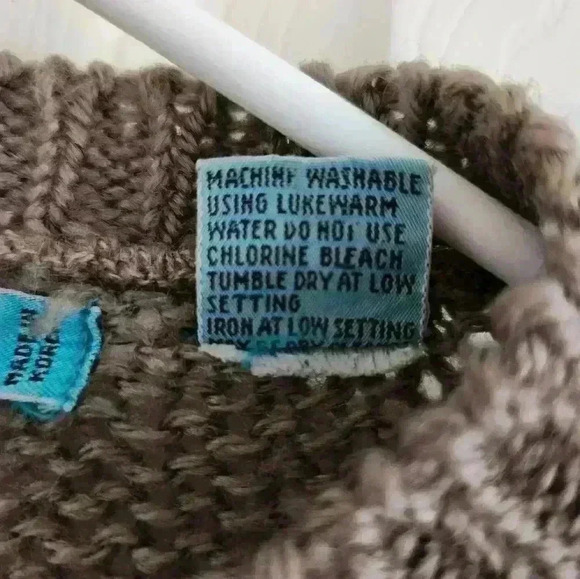 MACHINE WASHABLE
USING LUKEWARM
WATER DO NOT USE
CHLORINE BLEACH
TUMBLE DRY AT LOW
SETTING
IRON AT LOW SETTING
MADE IN
KOREA